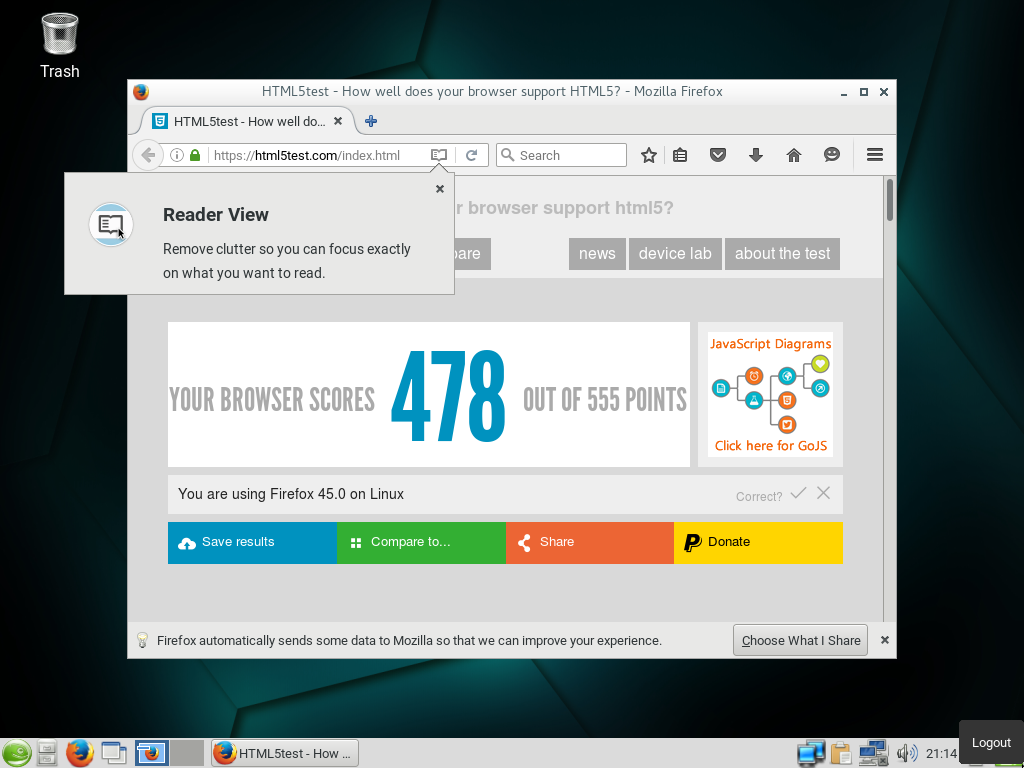 Trash
HTML5test - How well does your browser support HTML5? - Mozilla Firefox
HTML5test - How well do...
https://html5test.com/index.html
Search
Reader View
Remove clutter so you can focus exactly
on what you want to read.
r browser support html5?
pare
news
device lab
about the test
YOUR BROWSER SCORES
478
OUT OF 555 POINTS
JavaScript Diagrams
Click here for GoJS
You are using Firefox 45.0 on Linux
Correct?
Save results
Compare to...
Share
Donate
Firefox automatically sends some data to Mozilla so that we can improve your experience.
Choose What I Share
HTML5test - How ...
21:14
Logout